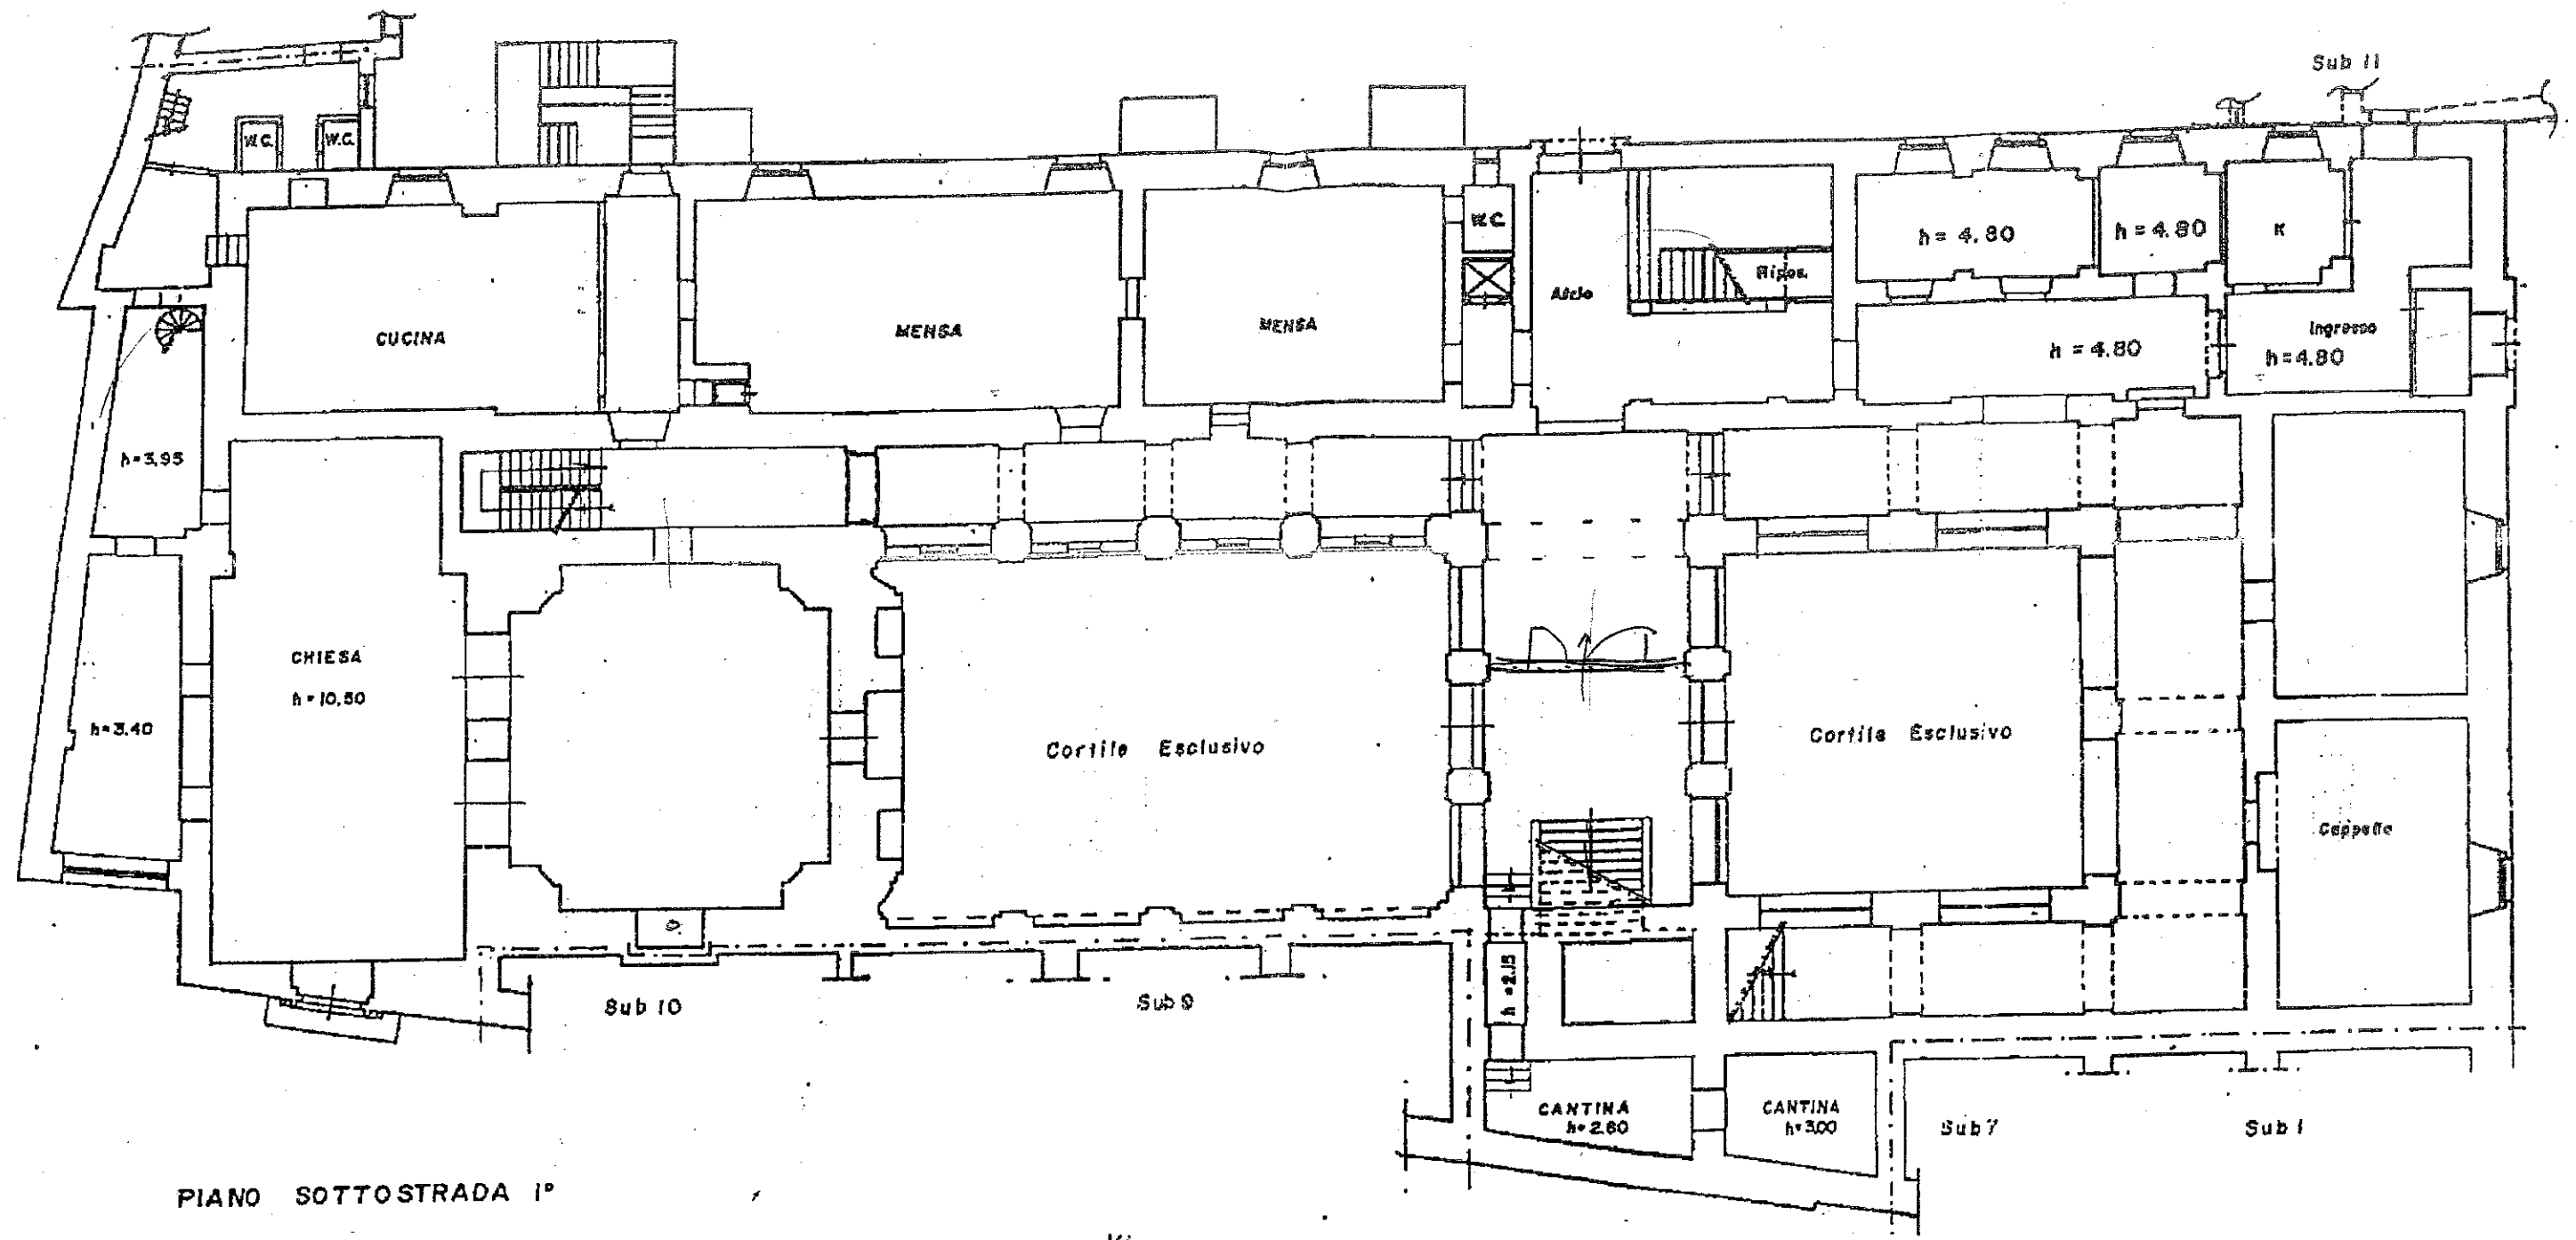 Sub 11
W.C.
W.C.
W.C.
h = 4.80
h = 4.80
K
Ripos.
Atrio
Ingresso
h = 4.80
h = 4.80
CUCINA
MENSA
MENSA
h = 3.95
CHIESA
h = 10,50
h = 3.40
Cortile Esclusivo
Cortile Esclusivo
Cappella
h = 2.15
Sub 10
Sub 9
CANTINA
h = 2.60
CANTINA
h = 3.00
Sub 7
Sub 1
PIANO SOTTOSTRADA 1°